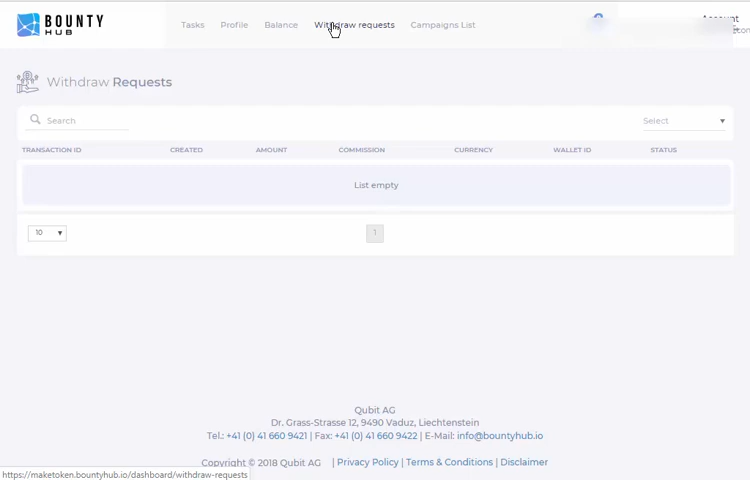 BOUNTY HUB Tasks Profile Balance Withdraw requests Campaigns List Account
Withdraw Requests
Search Select
TRANSACTION ID CREATED AMOUNT COMMISSION CURRENCY WALLET ID STATUS
List empty
10 1
Qubit AG
Dr. Grass-Strasse 12, 9490 Vaduz, Liechtenstein
Tel.: +41 (0) 41 660 9421 | Fax: +41 (0) 41 660 9422 | E-Mail: info@bountyhub.io
Copyright © 2018 Qubit AG | Privacy Policy | Terms & Conditions | Disclaimer
https://maketoken.bountyhub.io/dashboard/withdraw-requests